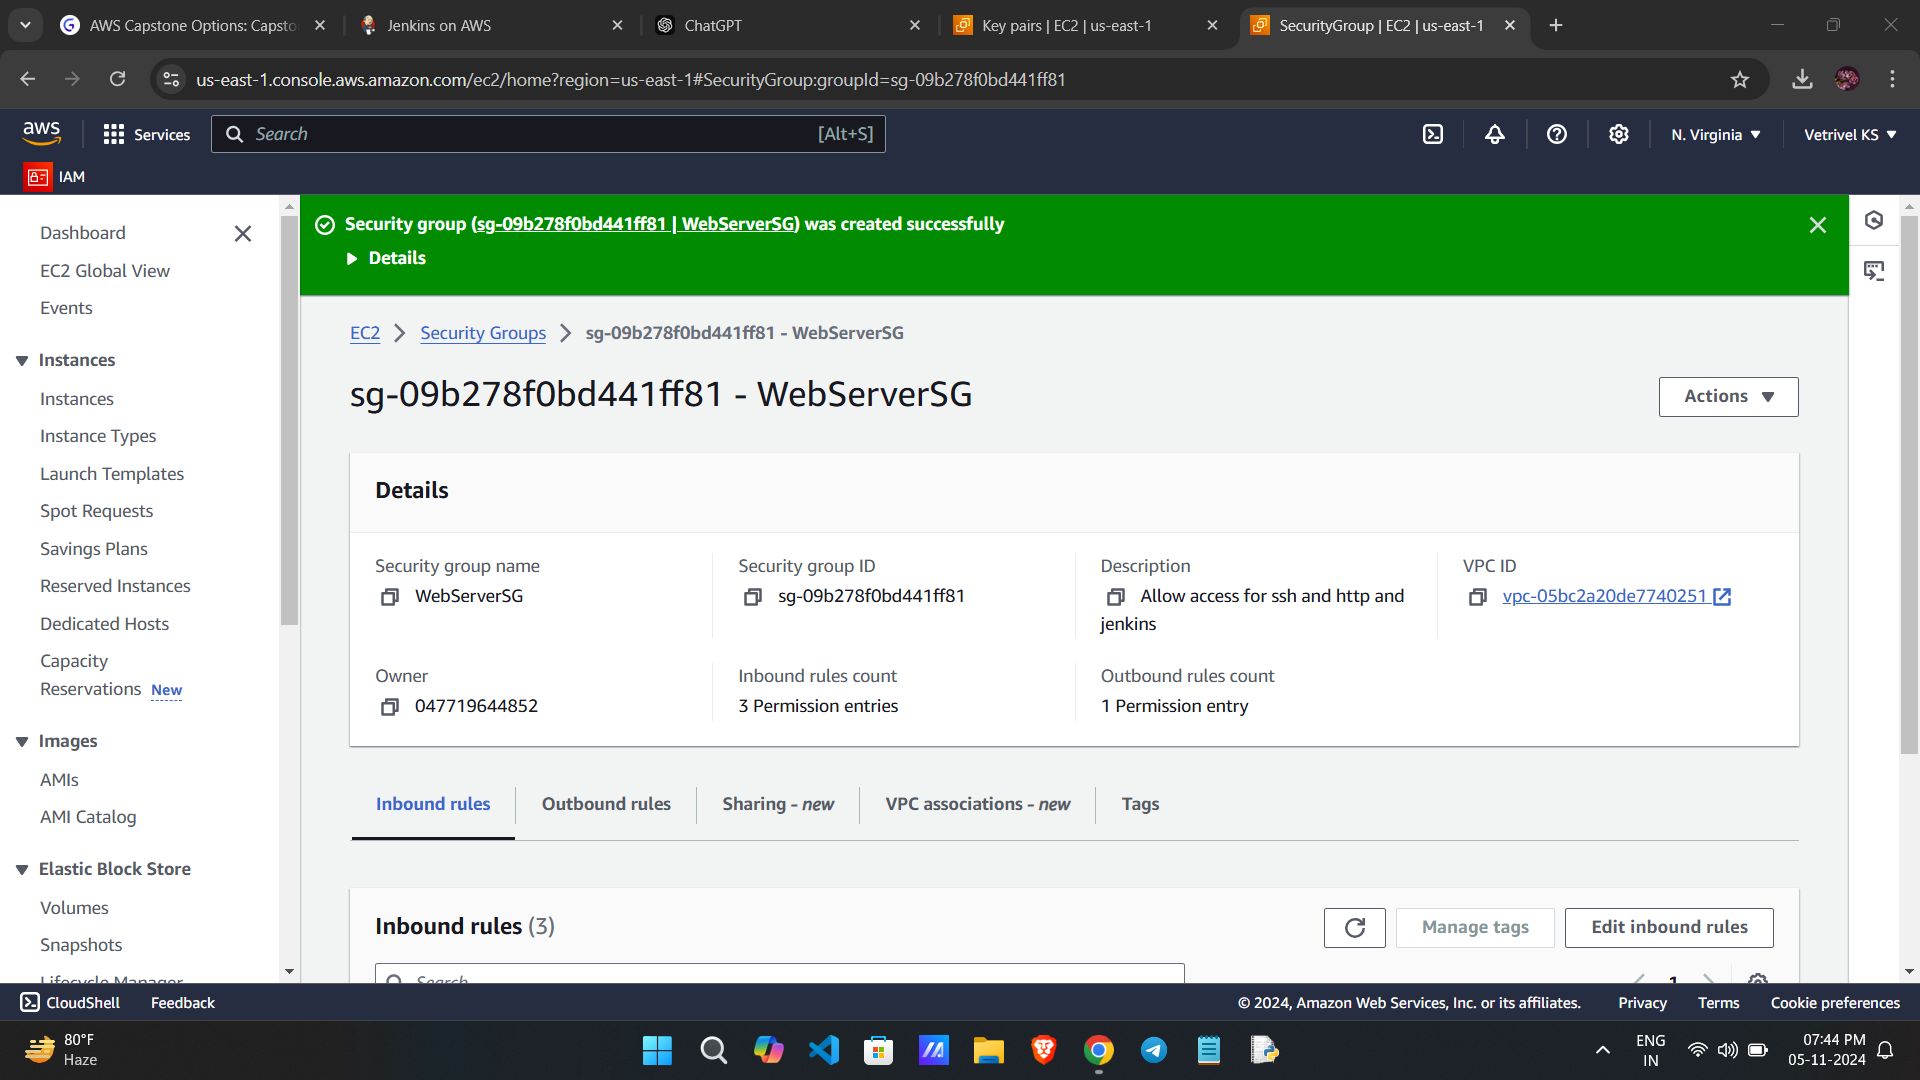 AWS Capstone Options: Capsto
Jenkins on AWS
ChatGPT
Key pairs | EC2 | us-east-1
SecurityGroup | EC2 | us-east-1
us-east-1.console.aws.amazon.com/ec2/home?region=us-east-1#SecurityGroup:groupId=sg-09b278f0bd441ff81
aws
Services
Search
[Alt+S]
N. Virginia
Vetrivel KS
IAM
Dashboard
EC2 Global View
Events
Instances
Instances
Instance Types
Launch Templates
Spot Requests
Savings Plans
Reserved Instances
Dedicated Hosts
Capacity
Reservations New
Images
AMIs
AMI Catalog
Elastic Block Store
Volumes
Snapshots
Lifecycle Manager
Security group (sg-09b278f0bd441ff81 | WebServerSG) was created successfully
Details
EC2 > Security Groups > sg-09b278f0bd441ff81 - WebServerSG
sg-09b278f0bd441ff81 - WebServerSG
Actions
Details
Security group name
WebServerSG
Security group ID
sg-09b278f0bd441ff81
Description
Allow access for ssh and http and
jenkins
VPC ID
vpc-05bc2a20de7740251
Owner
047719644852
Inbound rules count
3 Permission entries
Outbound rules count
1 Permission entry
Inbound rules
Outbound rules
Sharing - new
VPC associations - new
Tags
Inbound rules (3)
Manage tags
Edit inbound rules
Search
1
CloudShell
Feedback
© 2024, Amazon Web Services, Inc. or its affiliates.
Privacy
Terms
Cookie preferences
80°F
Haze
ENG
IN
07:44 PM
05-11-2024